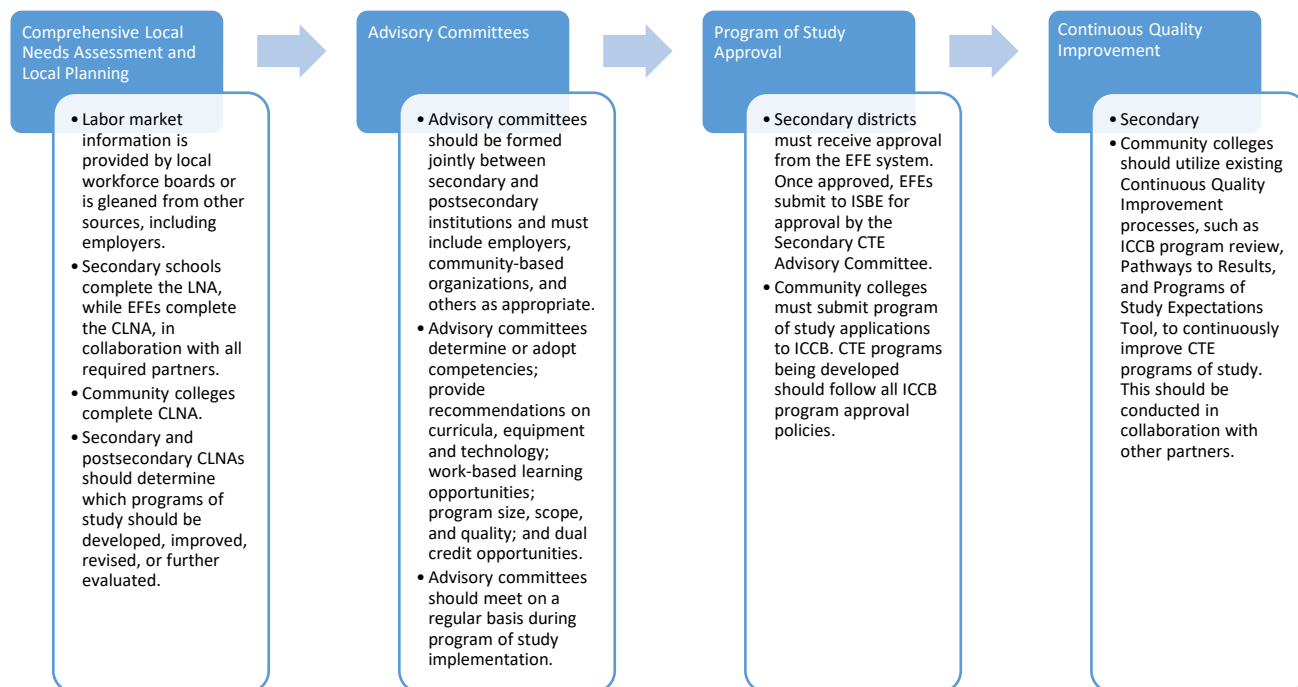 Comprehensive Local
Needs Assessment and
Local Planning
• Labor market
information is
provided by local
workforce boards or
is gleaned from other
sources, including
employers.
• Secondary schools
complete the LNA,
while EFEs complete
the CLNA, in
collaboration with all
required partners.
• Community colleges
complete CLNA.
• Secondary and
postsecondary CLNAs
should determine
which programs of
study should be
developed, improved,
revised, or further
evaluated.
Advisory Committees
• Advisory committees
should be formed
jointly between
secondary and
postsecondary
institutions and must
include employers,
community-based
organizations, and
others as appropriate.
• Advisory committees
determine or adopt
competencies;
provide
recommendations on
curricula, equipment
and technology;
work-based learning
opportunities;
program size, scope,
and quality; and dual
credit opportunities.
• Advisory committees
should meet on a
regular basis during
program of study
implementation.
Program of Study
Approval
• Secondary districts
must receive approval
from the EFE system.
Once approved, EFEs
submit to ISBE for
approval by the
Secondary CTE
Advisory Committee.
• Community colleges
must submit program
of study applications
to ICCB. CTE programs
being developed
should follow all ICCB
program approval
policies.
Continuous Quality
Improvement
• Secondary
• Community colleges
should utilize existing
Continuous Quality
Improvement
processes, such as
ICCB program review,
Pathways to Results,
and Programs of
Study Expectations
Tool, to continuously
improve CTE
programs of study.
This should be
conducted in
collaboration with
other partners.